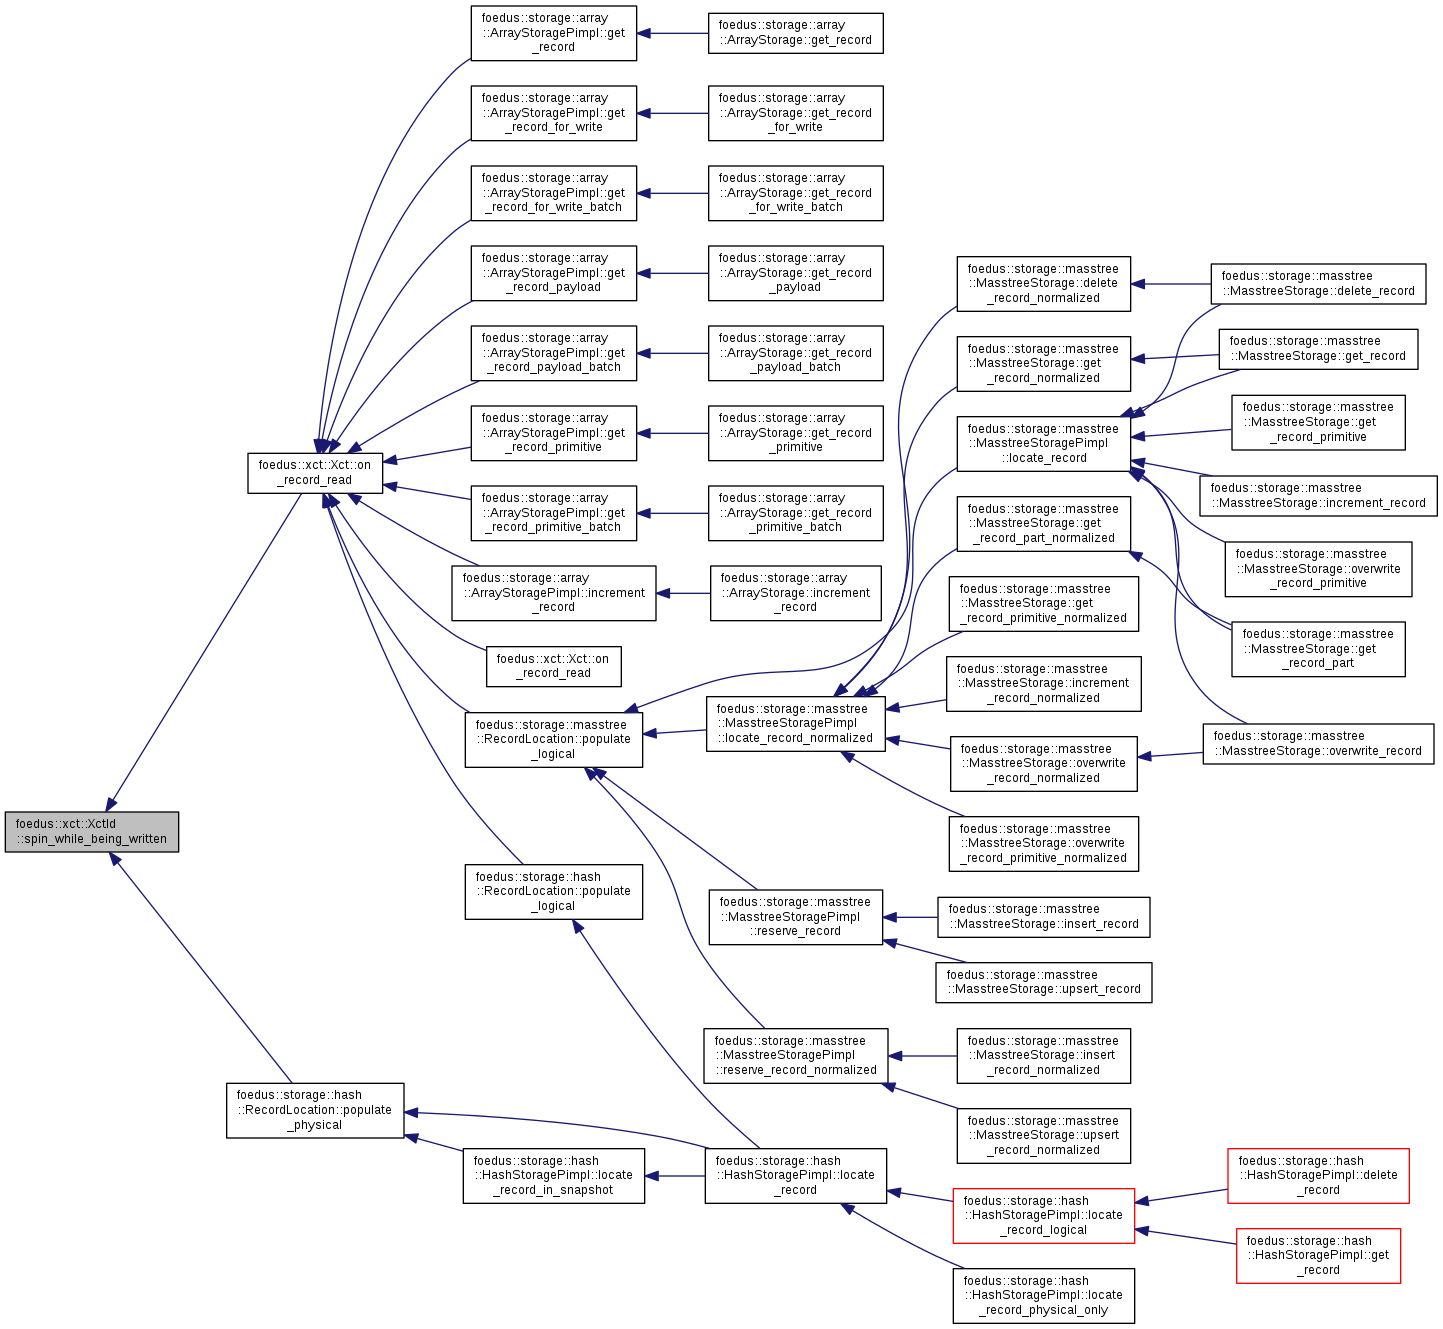 foedus::xct::XctId
::spin_while_being_written
foedus::xct::Xct::on
_record_read
foedus::storage::hash
::RecordLocation::populate
_physical
foedus::storage::array
::ArrayStoragePimpl::get
_record
foedus::storage::array
::ArrayStoragePimpl::get
_record_for_write
foedus::storage::array
::ArrayStoragePimpl::get
_record_for_write_batch
foedus::storage::array
::ArrayStoragePimpl::get
_record_payload
foedus::storage::array
::ArrayStoragePimpl::get
_record_payload_batch
foedus::storage::array
::ArrayStoragePimpl::get
_record_primitive
foedus::storage::array
::ArrayStoragePimpl::get
_record_primitive_batch
foedus::storage::array
::ArrayStoragePimpl::increment
_record
foedus::xct::Xct::on
_record_read
foedus::storage::masstree
::RecordLocation::populate
_logical
foedus::storage::hash
::RecordLocation::populate
_logical
foedus::storage::hash
::HashStoragePimpl::locate
_record_in_snapshot
foedus::storage::array
::ArrayStorage::get_record
foedus::storage::array
::ArrayStorage::get_record
_for_write
foedus::storage::array
::ArrayStorage::get_record
_for_write_batch
foedus::storage::array
::ArrayStorage::get_record
_payload
foedus::storage::array
::ArrayStorage::get_record
_payload_batch
foedus::storage::array
::ArrayStorage::get_record
_primitive
foedus::storage::array
::ArrayStorage::get_record
_primitive_batch
foedus::storage::array
::ArrayStorage::increment
_record
foedus::storage::masstree
::MasstreeStoragePimpl
::locate_record_normalized
foedus::storage::masstree
::MasstreeStoragePimpl
::reserve_record
foedus::storage::masstree
::MasstreeStoragePimpl
::reserve_record_normalized
foedus::storage::hash
::HashStoragePimpl::locate
_record
foedus::storage::masstree
::MasstreeStorage::delete
_record_normalized
foedus::storage::masstree
::MasstreeStorage::get
_record_normalized
foedus::storage::masstree
::MasstreeStoragePimpl
::locate_record
foedus::storage::masstree
::MasstreeStorage::get
_record_part_normalized
foedus::storage::masstree
::MasstreeStorage::get
_record_primitive_normalized
foedus::storage::masstree
::MasstreeStorage::increment
_record_normalized
foedus::storage::masstree
::MasstreeStorage::overwrite
_record_normalized
foedus::storage::masstree
::MasstreeStorage::overwrite
_record_primitive_normalized
foedus::storage::masstree
::MasstreeStorage::insert_record
foedus::storage::masstree
::MasstreeStorage::upsert_record
foedus::storage::masstree
::MasstreeStorage::insert
_record_normalized
foedus::storage::masstree
::MasstreeStorage::upsert
_record_normalized
foedus::storage::hash
::HashStoragePimpl::locate
_record_logical
foedus::storage::hash
::HashStoragePimpl::locate
_record_physical_only
foedus::storage::masstree
::MasstreeStorage::delete_record
foedus::storage::masstree
::MasstreeStorage::get_record
foedus::storage::masstree
::MasstreeStorage::get
_record_primitive
foedus::storage::masstree
::MasstreeStorage::increment_record
foedus::storage::masstree
::MasstreeStorage::overwrite
_record_primitive
foedus::storage::masstree
::MasstreeStorage::get
_record_part
foedus::storage::masstree
::MasstreeStorage::overwrite_record
foedus::storage::hash
::HashStoragePimpl::delete
_record
foedus::storage::hash
::HashStoragePimpl::get
_record